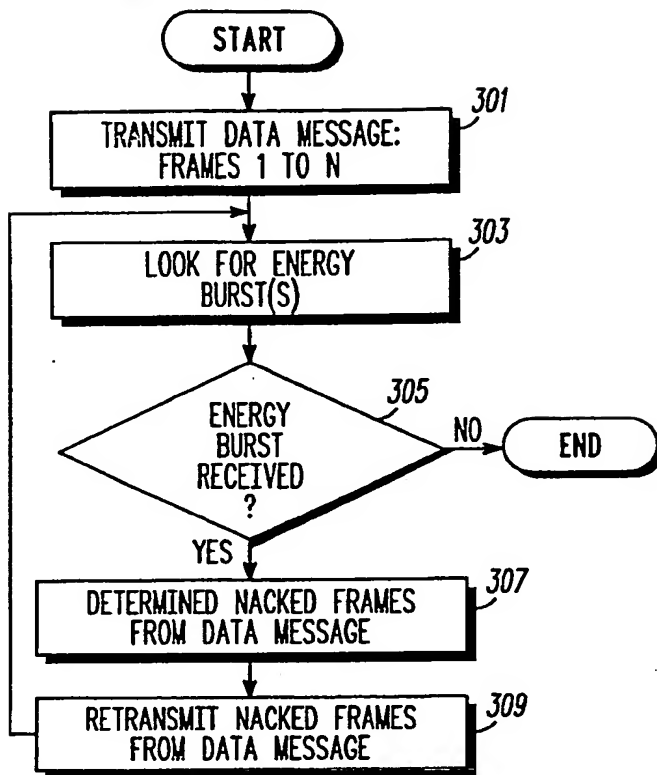 START
301
TRANSMIT DATA MESSAGE:
FRAMES 1 TO N
303
LOOK FOR ENERGY
BURST(S)
305
ENERGY
BURST
RECEIVED
?
NO
END
YES
307
DETERMINED NACKED FRAMES
FROM DATA MESSAGE
309
RETRANSMIT NACKED FRAMES
FROM DATA MESSAGE